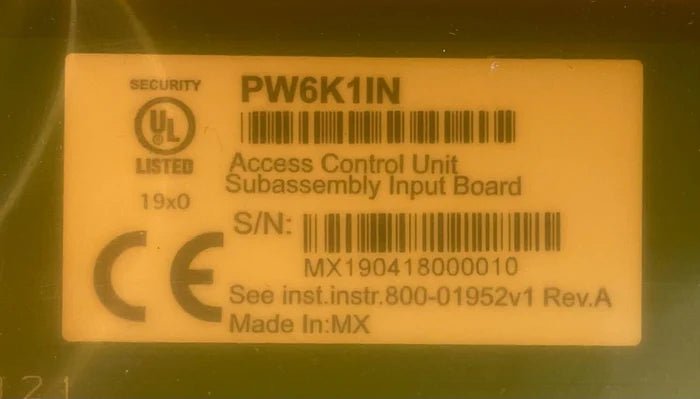 SECURITY
UL
LISTED
19x0
PW6K1IN
Access Control Unit
Subassembly Input Board
S/N:
MX190418000010
CE
See inst.instr.800-01952v1 Rev.A
Made In:MX
121